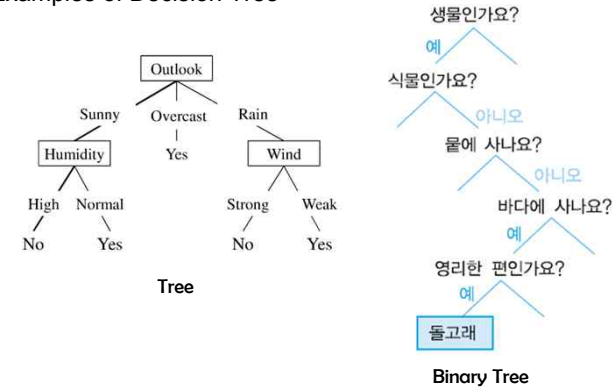 Examples of Decision Tree
Outlook
Sunny Overcast Rain
Humidity Yes Wind
High Normal Strong Weak
No Yes No Yes
Tree
생물인가요?
예
식물인가요?
아니오
뭍에 사나요?
아니오
바다에 사나요?
예
영리한 편인가요?
예
돌고래
Binary Tree